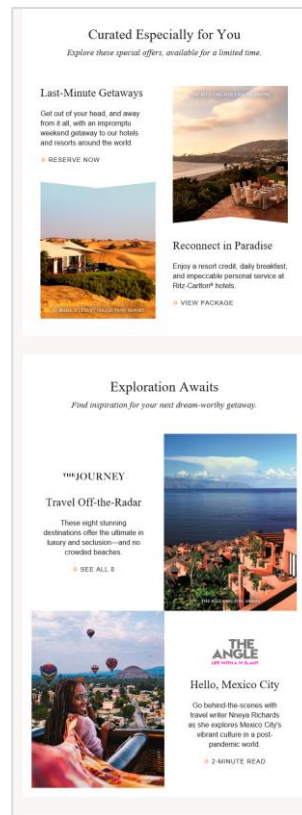 Curated Especially for You
Explore these special offers, available for a limited time.
Last-Minute Getaways
Get out of your head, and away
from it all, with an impromptu
weekend getaway to our hotels
and resorts around the world.
» RESERVE NOW
Reconnect in Paradise
Enjoy a resort credit, daily breakfast,
and impeccable personal service at
Ritz-Carlton® hotels.
» VIEW PACKAGE
Exploration Awaits
Find inspiration for your next dream-worthy getaway.
THE JOURNEY
Travel Off-the-Radar
These eight stunning
destinations offer the ultimate in
luxury and seclusion—and no
crowded beaches.
» SEE ALL 8
THE
ANGLE
LIFE WITH A W SLANT
Hello, Mexico City
Go behind-the-scenes with
travel writer Nneya Richards
as she explores Mexico City's
vibrant culture in a post-
pandemic world.
» 2-MINUTE READ